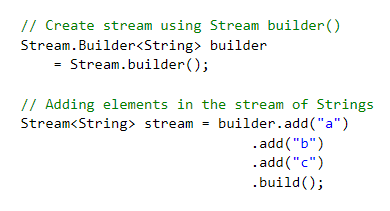 // Create stream using Stream builder()
Stream.Builder<String> builder
= Stream.builder();
// Adding elements in the stream of Strings
Stream<String> stream = builder.add("a")
.add("b")
.add("c")
.build();